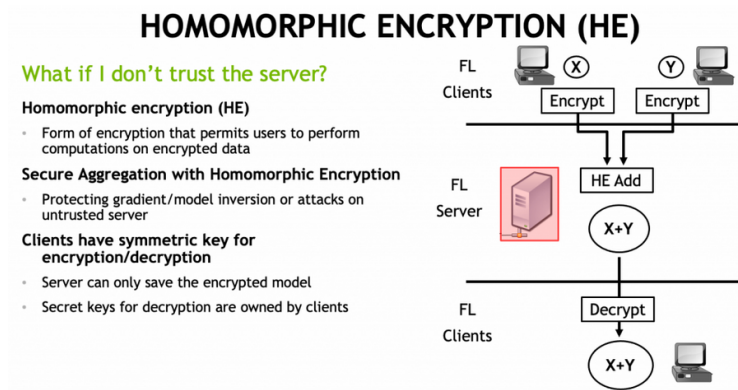 HOMOMORPHIC ENCRYPTION (HE)
What if I don't trust the server?
Homomorphic encryption (HE)
• Form of encryption that permits users to perform
computations on encrypted data
Secure Aggregation with Homomorphic Encryption
• Protecting gradient/model inversion or attacks on
untrusted server
Clients have symmetric key for
encryption/decryption
• Server can only save the encrypted model
• Secret keys for decryption are owned by clients
FL
Clients
X
Y
Encrypt
Encrypt
FL
Server
HE Add
X+Y
FL
Clients
Decrypt
X+Y